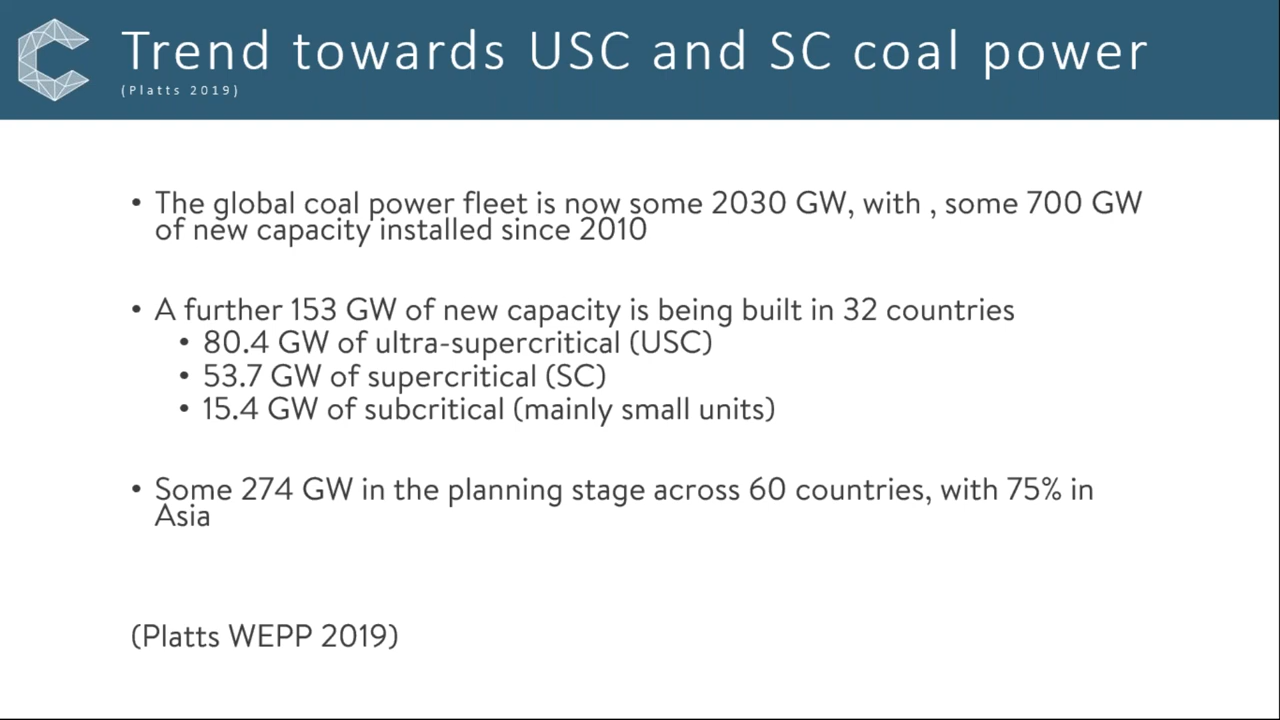 Trend towards USC and SC coal power
(Platts 2019)
• The global coal power fleet is now some 2030 GW, with , some 700 GW
of new capacity installed since 2010
• A further 153 GW of new capacity is being built in 32 countries
• 80.4 GW of ultra-supercritical (USC)
• 53.7 GW of supercritical (SC)
• 15.4 GW of subcritical (mainly small units)
• Some 274 GW in the planning stage across 60 countries, with 75% in
Asia
(Platts WEPP 2019)